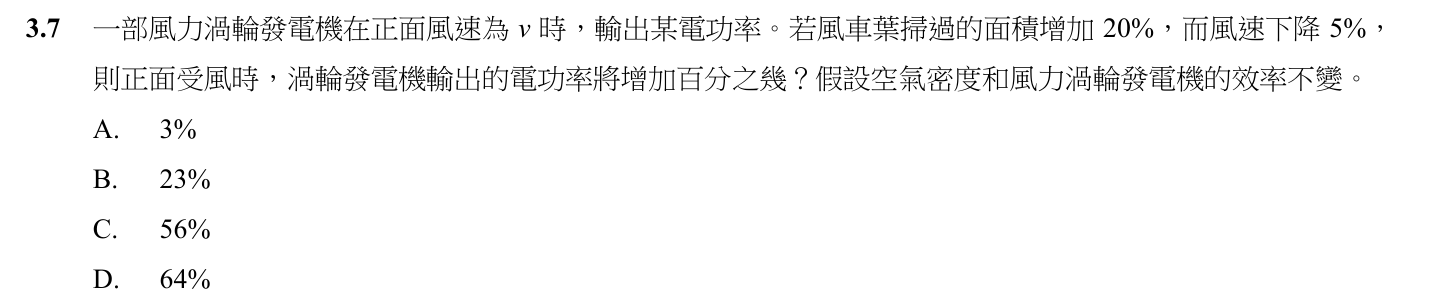 3.7 一部風力渦輪發電機在正面風速為 v 時，輸出某電功率。若風車葉掃過的面積增加 20%，而風速下降 5%，
則正面受風時，渦輪發電機輸出的電功率將增加百分之幾？假設空氣密度和風力渦輪發電機的效率不變。
A. 3%
B. 23%
C. 56%
D. 64%